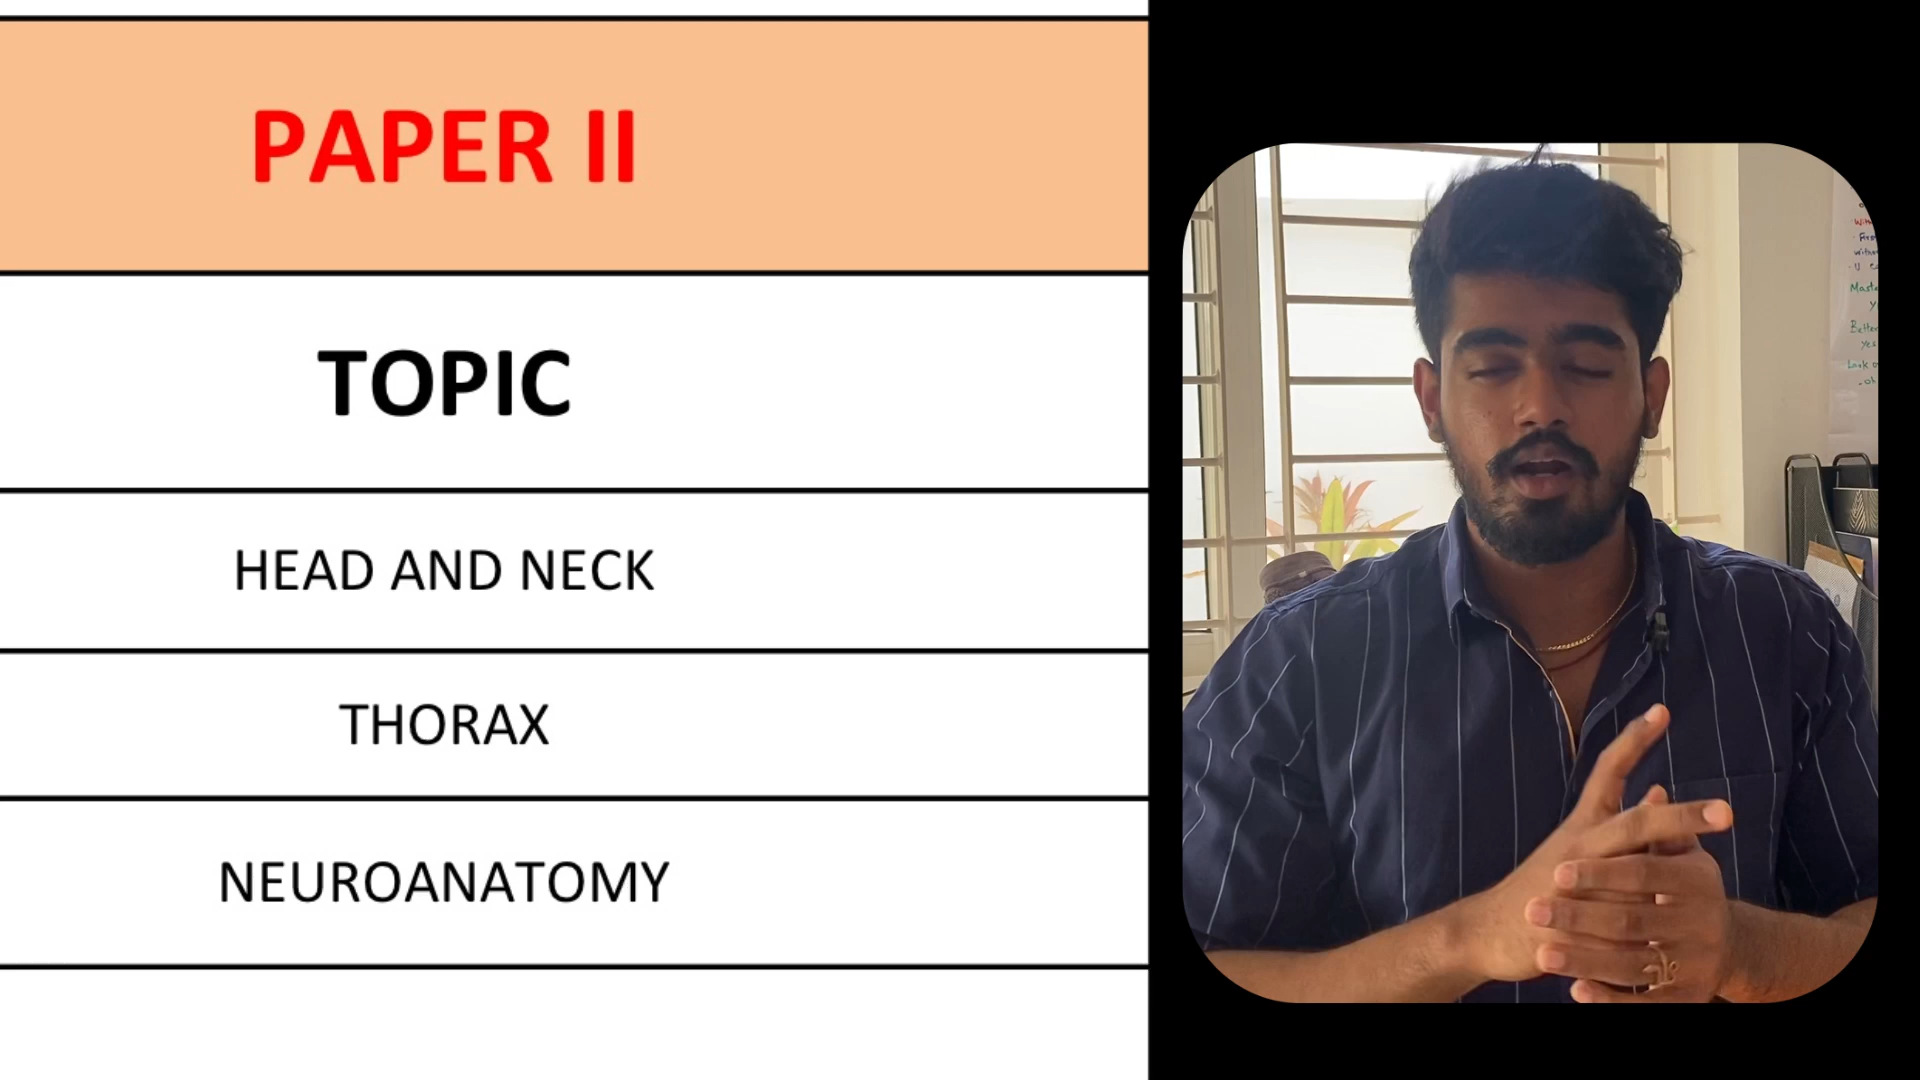 PAPER II
TOPIC
HEAD AND NECK
THORAX
NEUROANATOMY